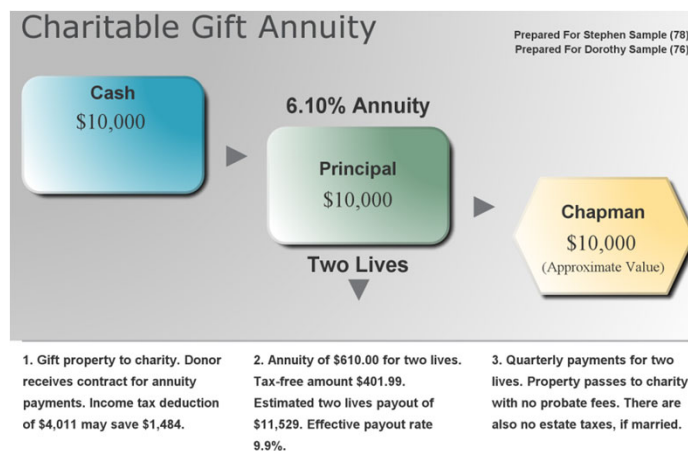 Charitable Gift Annuity
Prepared For Stephen Sample (78)
Prepared For Dorothy Sample (76)
Cash
$10,000
6.10% Annuity
Principal
$10,000
Two Lives
Chapman
$10,000
(Approximate Value)
1. Gift property to charity. Donor
receives contract for annuity
payments. Income tax deduction
of $4,011 may save $1,484.
2. Annuity of $610.00 for two lives.
Tax-free amount $401.99.
Estimated two lives payout of
$11,529. Effective payout rate
9.9%.
3. Quarterly payments for two
lives. Property passes to charity
with no probate fees. There are
also no estate taxes, if married.